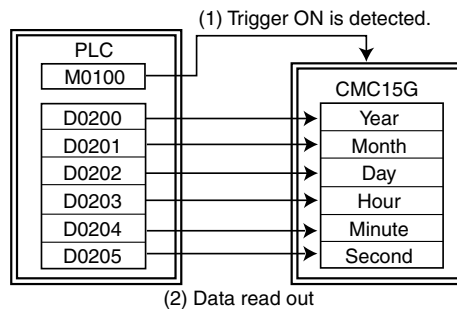 (1) Trigger ON is detected.
PLC
M0100
CMC15G
D0200
Year
D0201
Month
D0202
Day
D0203
Hour
D0204
Minute
D0205
Second
(2) Data read out